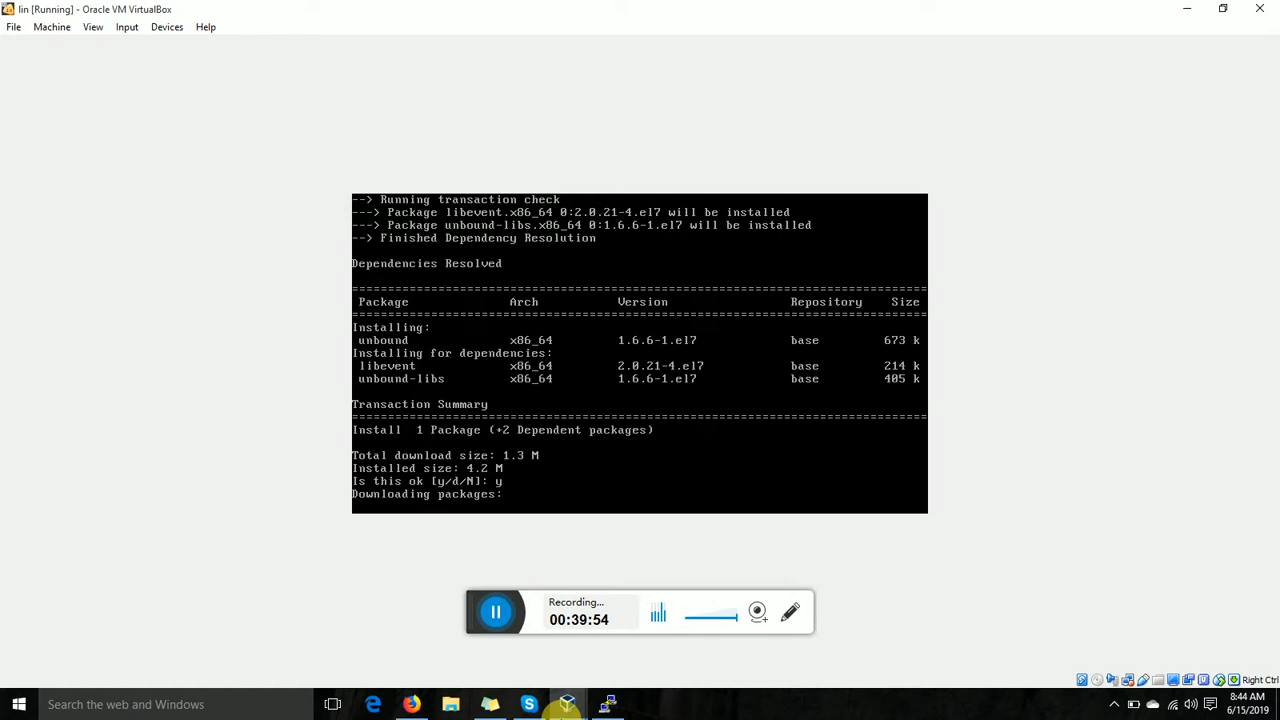 lin [Running] - Oracle VM VirtualBox
File Machine View Input Devices Help
--> Running transaction check
---> Package libevent.x86_64 0:2.0.21-4.el7 will be installed
---> Package unbound-libs.x86_64 0:1.6.6-1.el7 will be installed
--> Finished Dependency Resolution
Dependencies Resolved
================================================================================
Package Arch Version Repository Size
================================================================================
Installing:
unbound x86_64 1.6.6-1.el7 base 673 k
Installing for dependencies:
libevent x86_64 2.0.21-4.el7 base 214 k
unbound-libs x86_64 1.6.6-1.el7 base 405 k
Transaction Summary
================================================================================
Install 1 Package (+2 Dependent packages)
Total download size: 1.3 M
Installed size: 4.2 M
Is this ok [y/d/N]: y
Downloading packages:
Recording...
00:39:54
Right Ctrl
Search the web and Windows
8:44 AM
6/15/2019